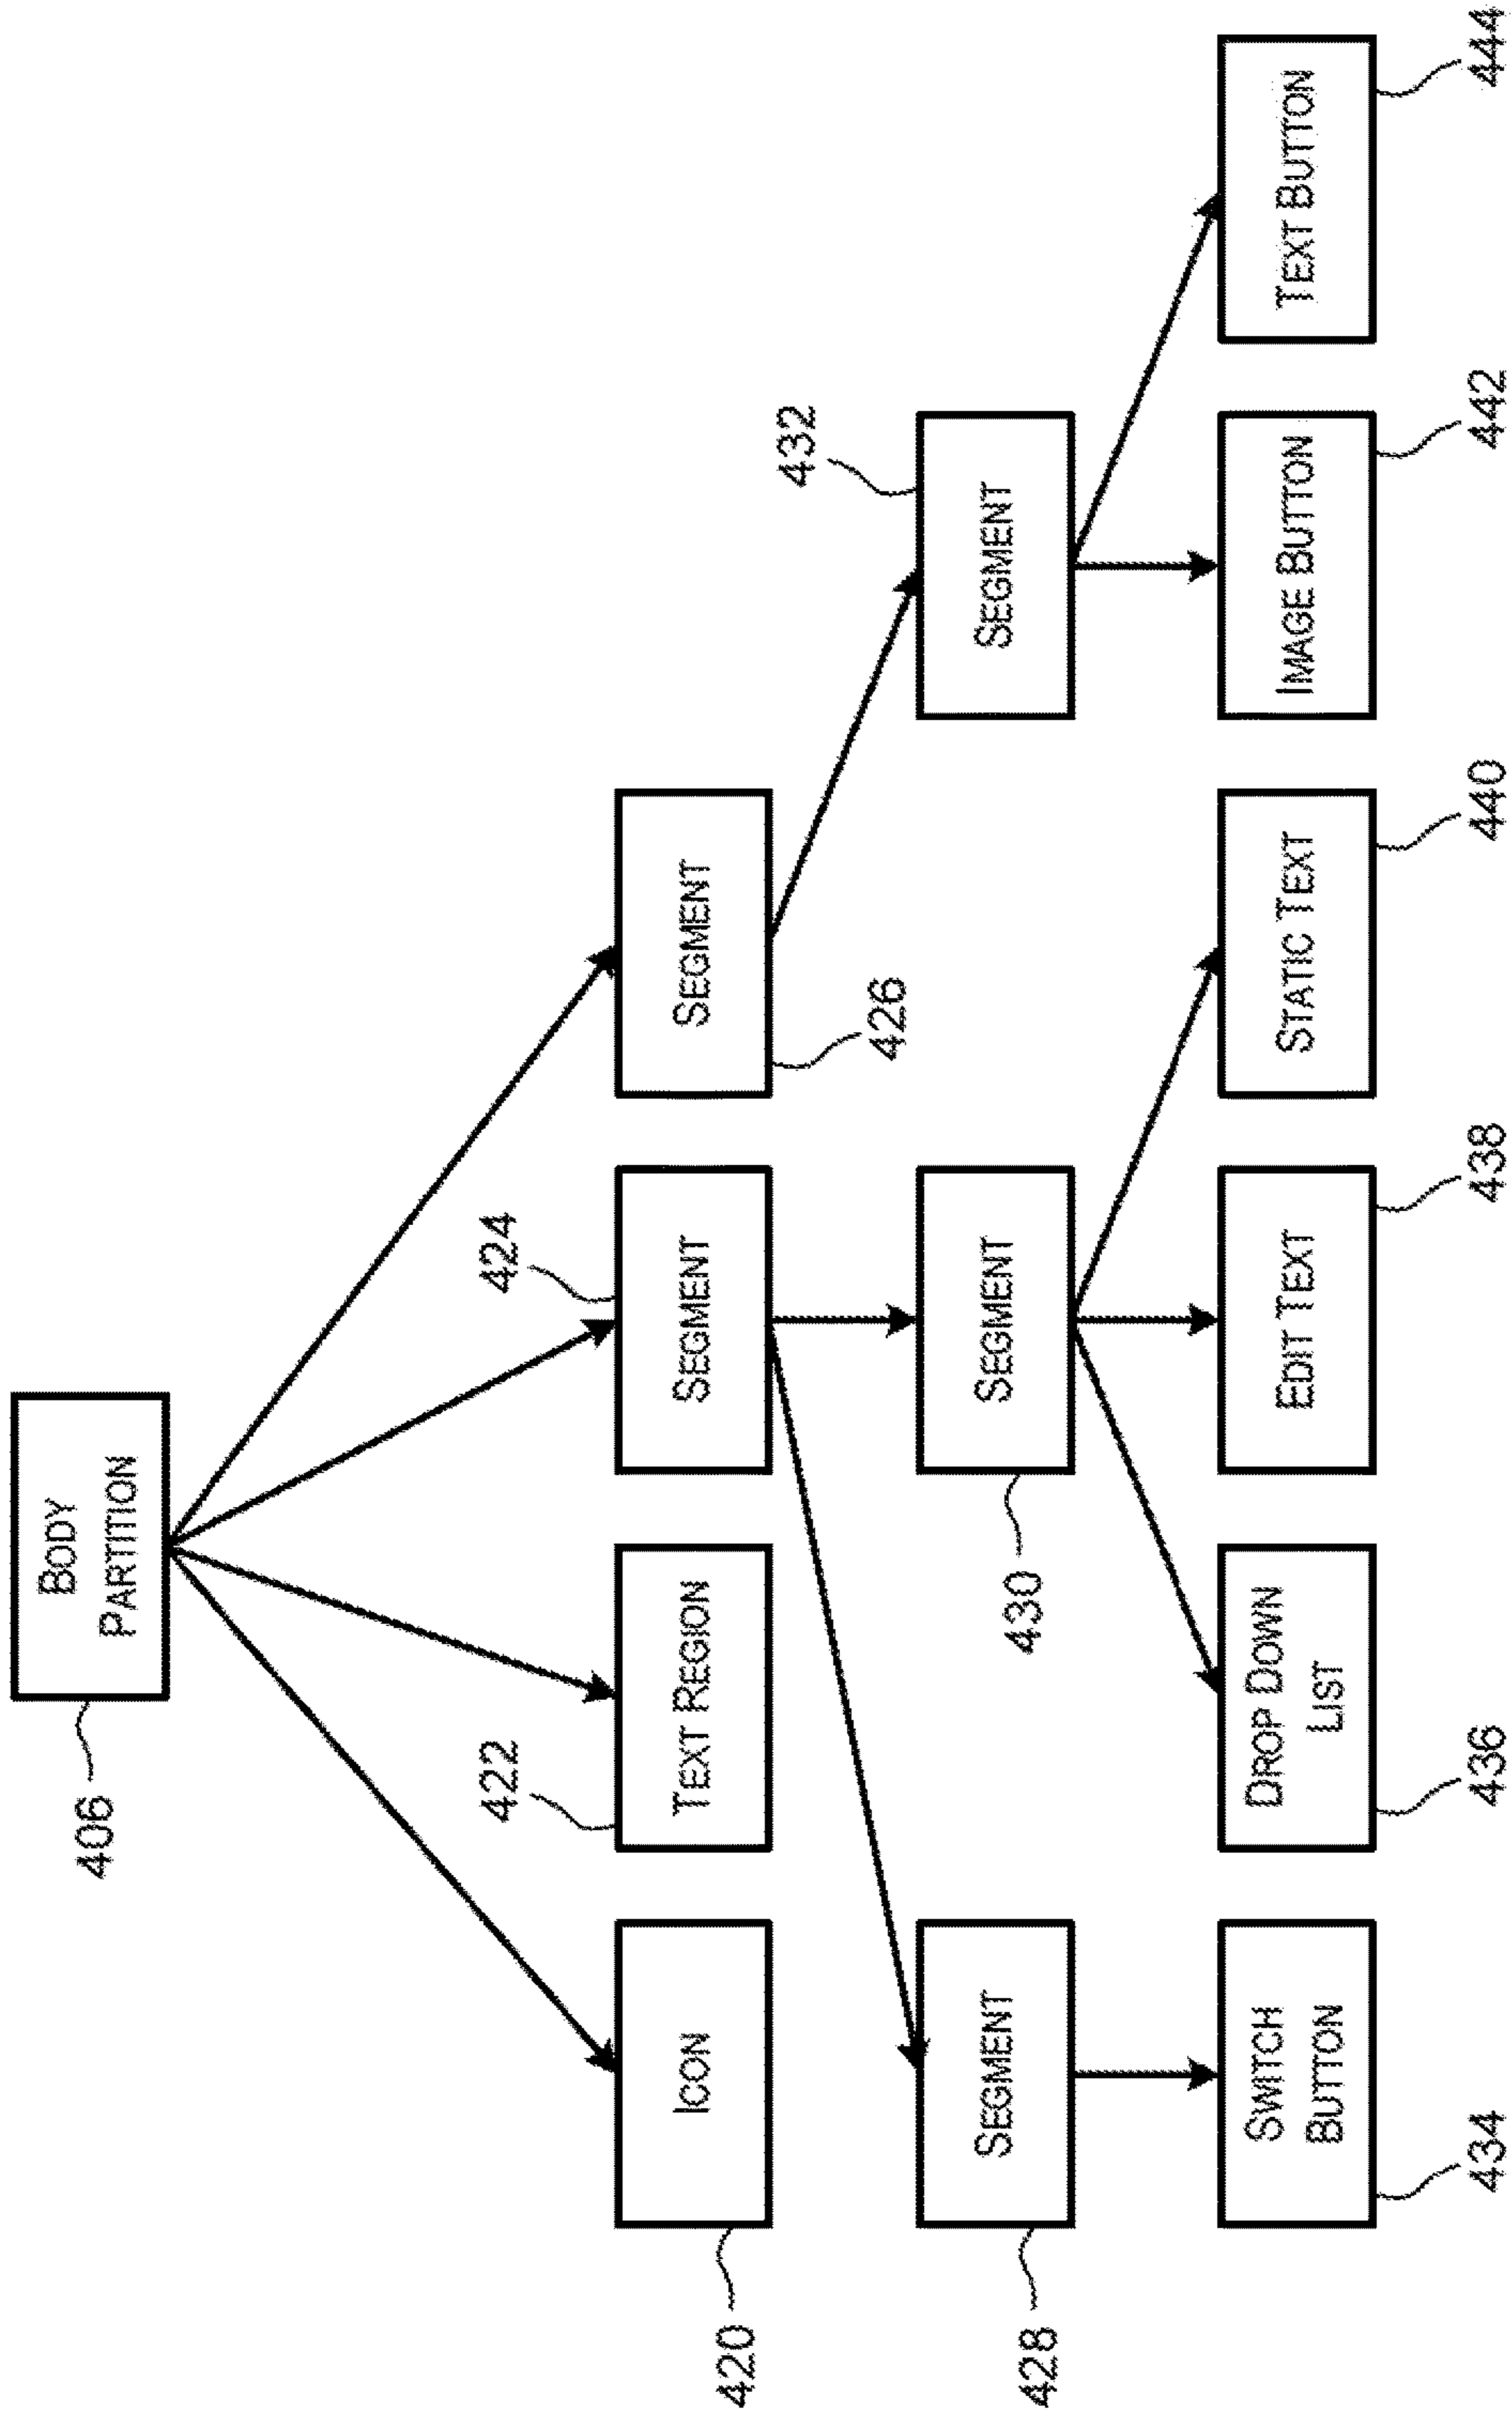 BODY
PARTITION
406
ICON
420
TEXT REGION
422
SEGMENT
424
SEGMENT
426
SEGMENT
428
SEGMENT
430
SEGMENT
432
SWITCH
BUTTON
434
DROP DOWN
LIST
436
EDIT TEXT
438
STATIC TEXT
440
IMAGE BUTTON
442
TEXT BUTTON
444